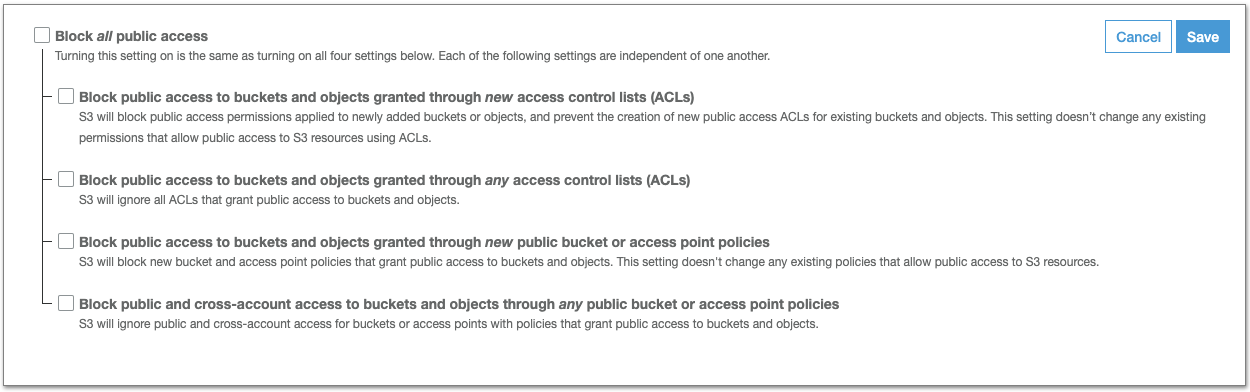 Block all public access
Cancel
Save
Turning this setting on is the same as turning on all four settings below. Each of the following settings are independent of one another.
Block public access to buckets and objects granted through new access control lists (ACLs)
S3 will block public access permissions applied to newly added buckets or objects, and prevent the creation of new public access ACLs for existing buckets and objects. This setting doesn't change any existing
permissions that allow public access to S3 resources using ACLs.
Block public access to buckets and objects granted through any access control lists (ACLs)
S3 will ignore all ACLs that grant public access to buckets and objects.
Block public access to buckets and objects granted through new public bucket or access point policies
S3 will block new bucket and access point policies that grant public access to buckets and objects. This setting doesn't change any existing policies that allow public access to S3 resources.
Block public and cross-account access to buckets and objects through any public bucket or access point policies
S3 will ignore public and cross-account access for buckets or access points with policies that grant public access to buckets and objects.